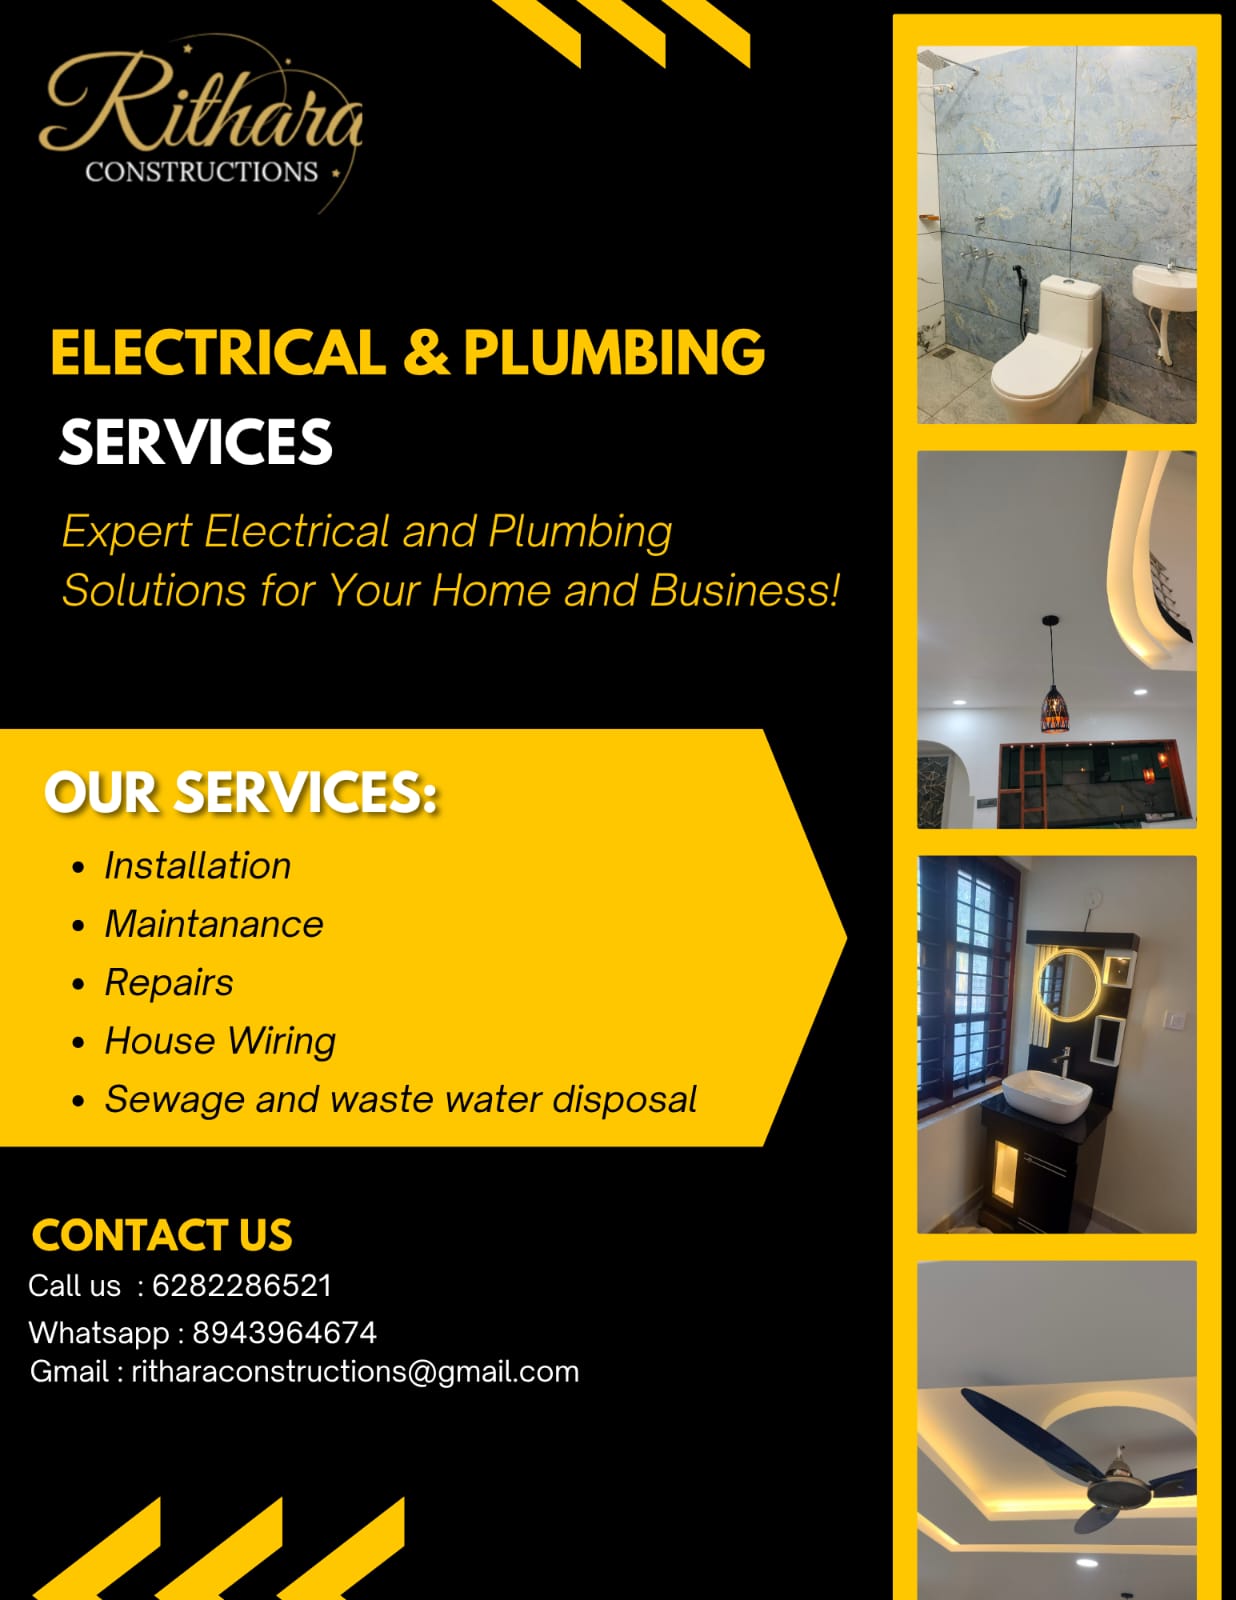 Rithara
CONSTRUCTIONS
ELECTRICAL & PLUMBING
SERVICES
Expert Electrical and Plumbing
Solutions for Your Home and Business!
OUR SERVICES:
• Installation
• Maintanance
• Repairs
• House Wiring
• Sewage and waste water disposal
CONTACT US
Call us : 6282286521
Whatsapp : 8943964674
Gmail : ritharaconstructions@gmail.com